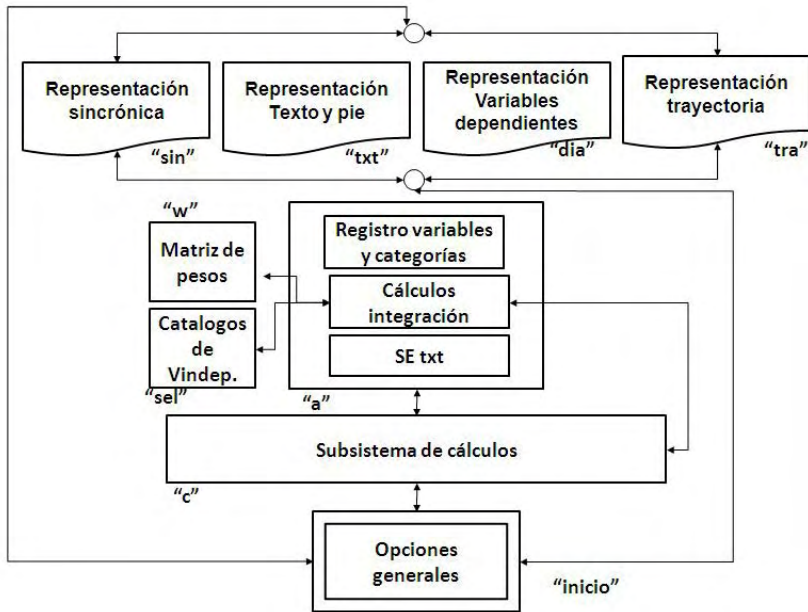 Representación
sincrónica
"sin"
Representación
Texto y pie
"txt"
Representación
Variables
dependientes
"dia"
Representación
trayectoria
"tra"
"w"
Matriz de
pesos
Catalogos
de
Vindep.
"sel"
Registro variables
y categorías
Cálculos
integración
SE txt
"a"
Subsistema de cálculos
"c"
Opciones
generales
"inicio"